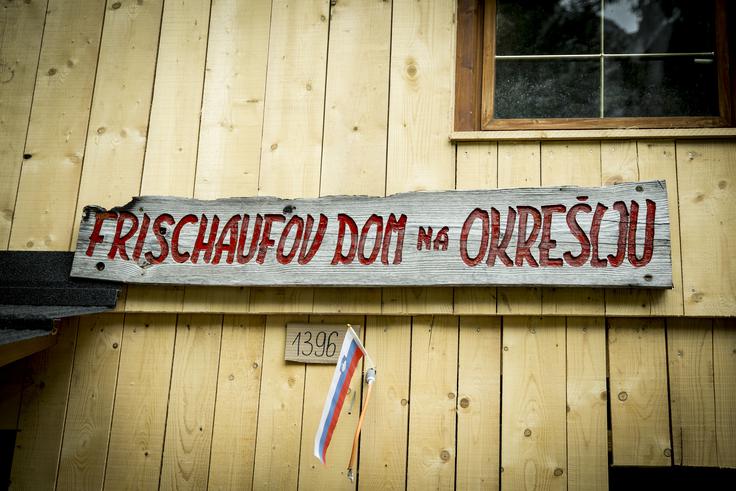 FRISCHAUFOV DOM NA OKREŠLJU
1396